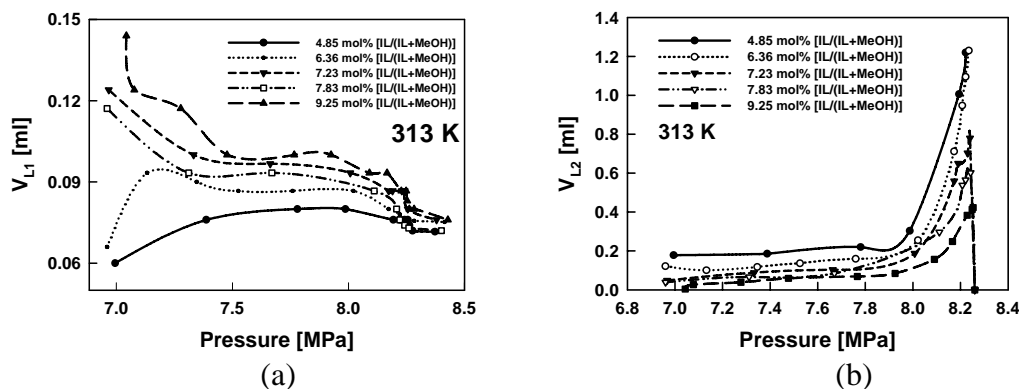 0.15
0.12
0.09
0.06
V_L1 [ml]
4.85 mol% [IL/(IL+MeOH)]
6.36 mol% [IL/(IL+MeOH)]
7.23 mol% [IL/(IL+MeOH)]
7.83 mol% [IL/(IL+MeOH)]
9.25 mol% [IL/(IL+MeOH)]
313 K
7.0 7.5 8.0 8.5
Pressure [MPa]
(a)
1.4
1.2
1.0
0.8
0.6
0.4
0.2
0.0
V_L2 [ml]
4.85 mol% [IL/(IL+MeOH)]
6.36 mol% [IL/(IL+MeOH)]
7.23 mol% [IL/(IL+MeOH)]
7.83 mol% [IL/(IL+MeOH)]
9.25 mol% [IL/(IL+MeOH)]
313 K
6.8 7.0 7.2 7.4 7.6 7.8 8.0 8.2 8.4
Pressure [MPa]
(b)